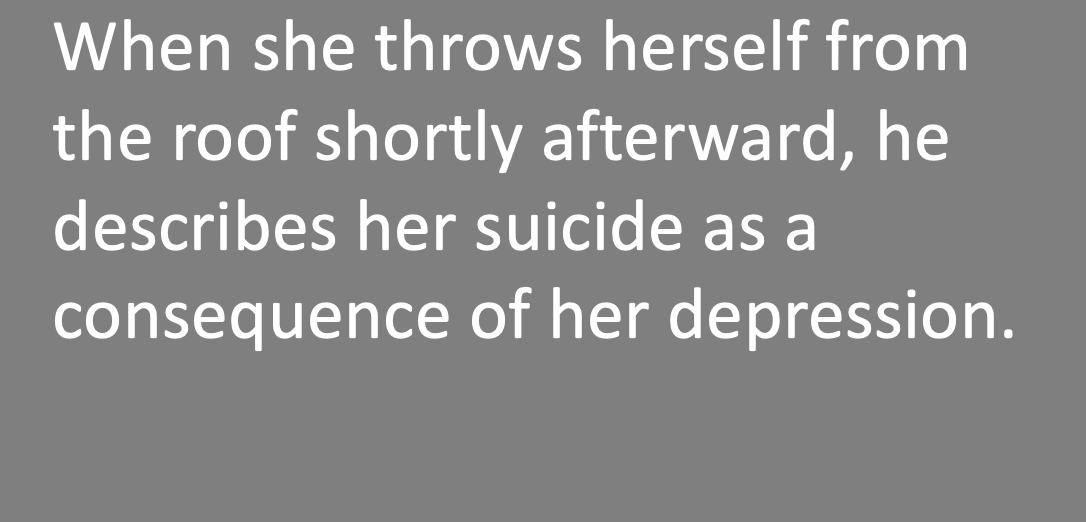 When she throws herself from
the roof shortly afterward, he
describes her suicide as a
consequence of her depression.